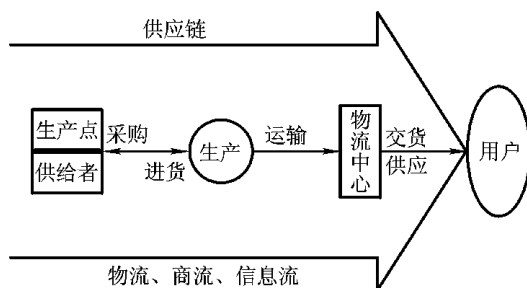 供应链
生产点
供给者
采购
进货
生产
运输
物流中心
交货
供应
用户
物流、商流、信息流